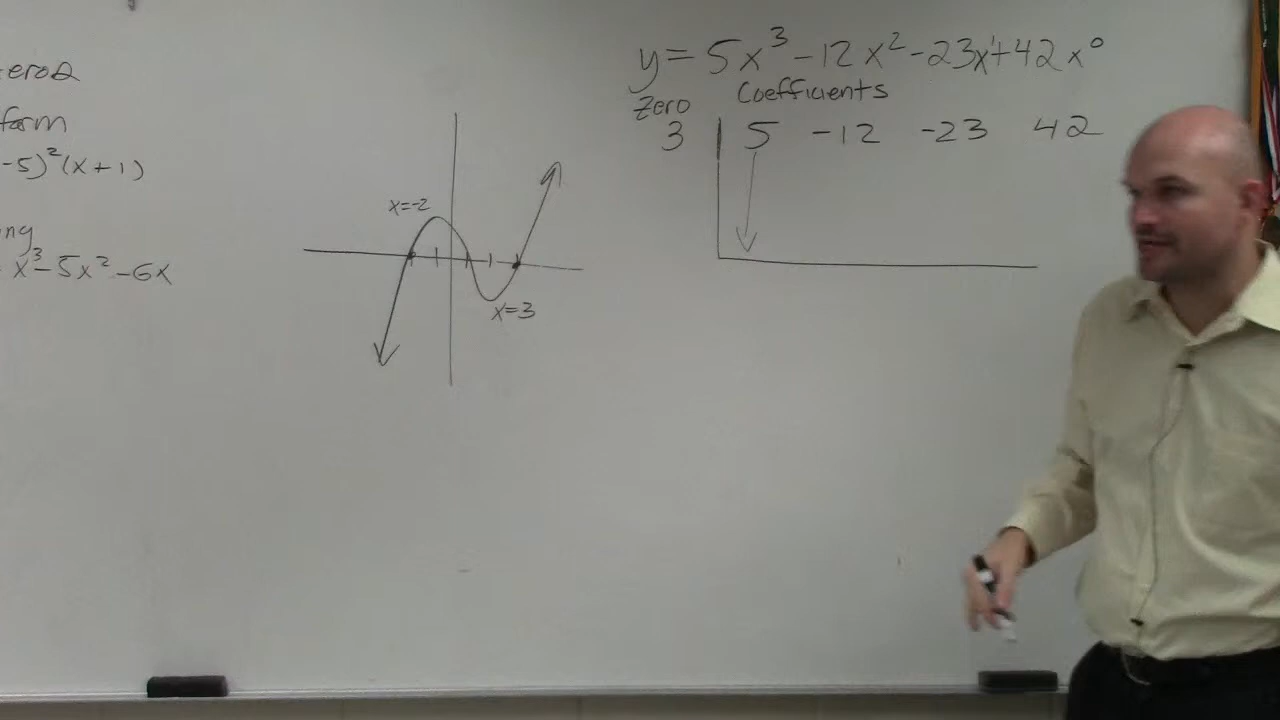 y = 5x³ - 12x² - 23x¹ + 42x⁰
Zero Coefficients
3 5 -12 -23 42
zeros
form
-5)²(x+1)
ng
x³ - 5x² - 6x
x=-2
x=3